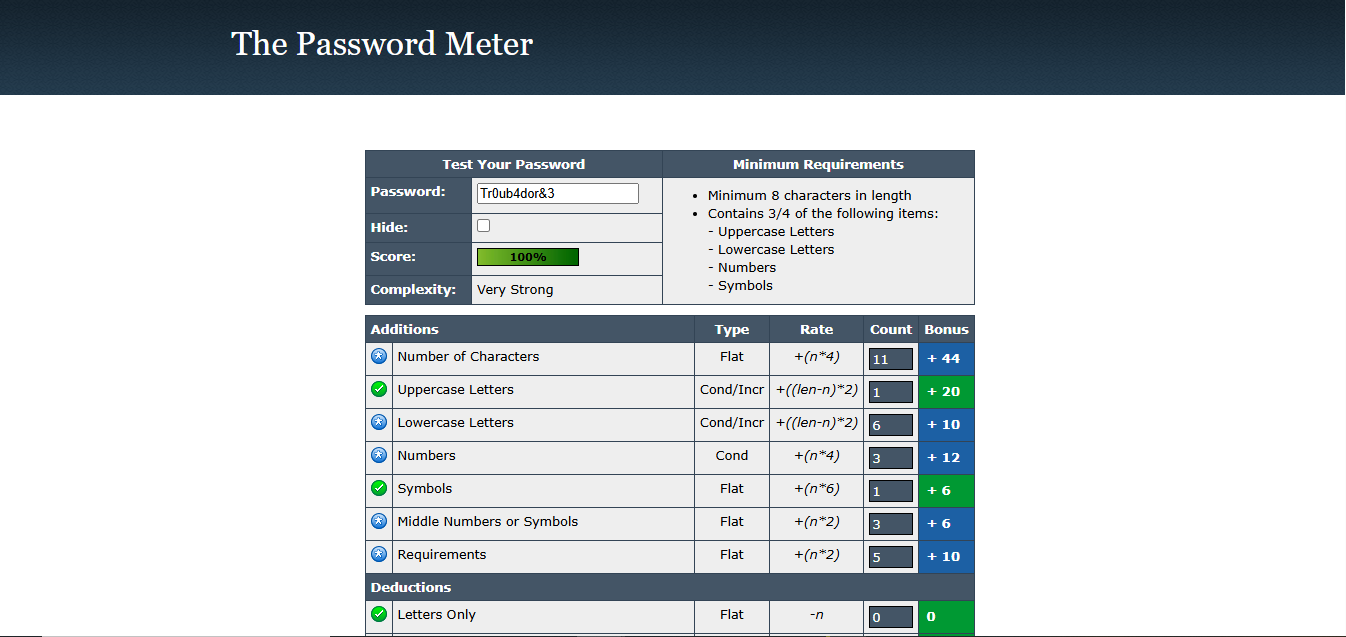 The Password Meter
Test Your Password
Minimum Requirements
Password:
Tr0ub4dor&3
Hide:
Score:
100%
Complexity:
Very Strong
Minimum 8 characters in length
Contains 3/4 of the following items:
- Uppercase Letters
- Lowercase Letters
- Numbers
- Symbols
Additions Type Rate Count Bonus
Number of Characters Flat +(n*4) 11 + 44
Uppercase Letters Cond/Incr +((len-n)*2) 1 + 20
Lowercase Letters Cond/Incr +((len-n)*2) 6 + 10
Numbers Cond +(n*4) 3 + 12
Symbols Flat +(n*6) 1 + 6
Middle Numbers or Symbols Flat +(n*2) 3 + 6
Requirements Flat +(n*2) 5 + 10
Deductions
Letters Only Flat -n 0 0